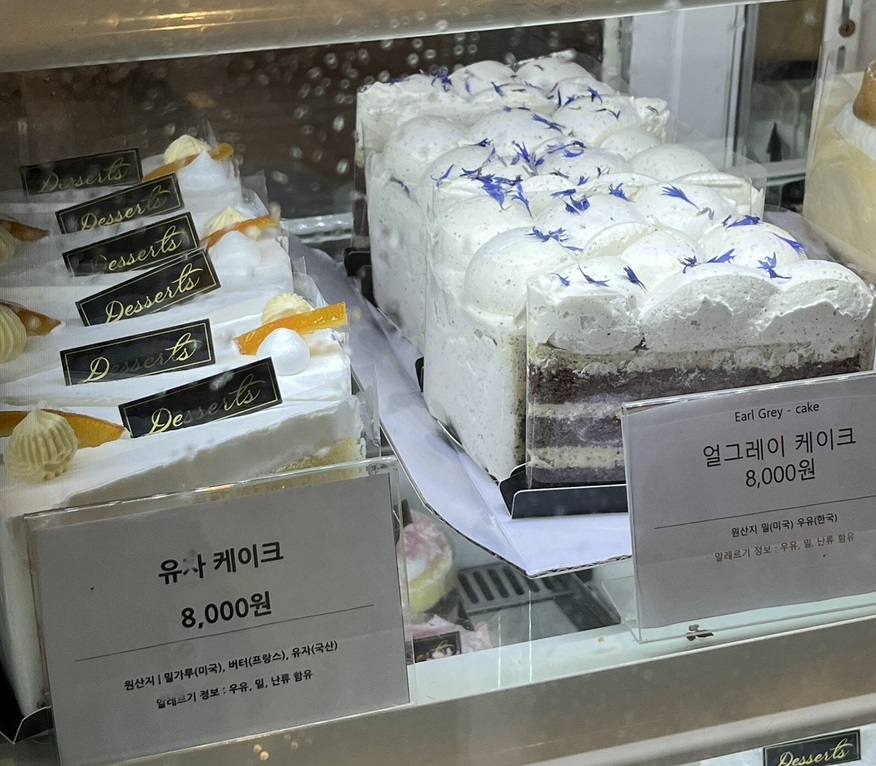 Desserts
Desserts
Desserts
Desserts
Desserts
Desserts
유자 케이크
8,000원
원산지 | 밀가루(미국), 버터(프랑스), 유자(국산)
알레르기 정보 : 우유, 밀, 난류 함유
Earl Grey - cake
얼그레이 케이크
8,000원
원산지 밀(미국) 우유(한국)
알레르기 정보 : 우유, 밀, 난류 함유
Desserts